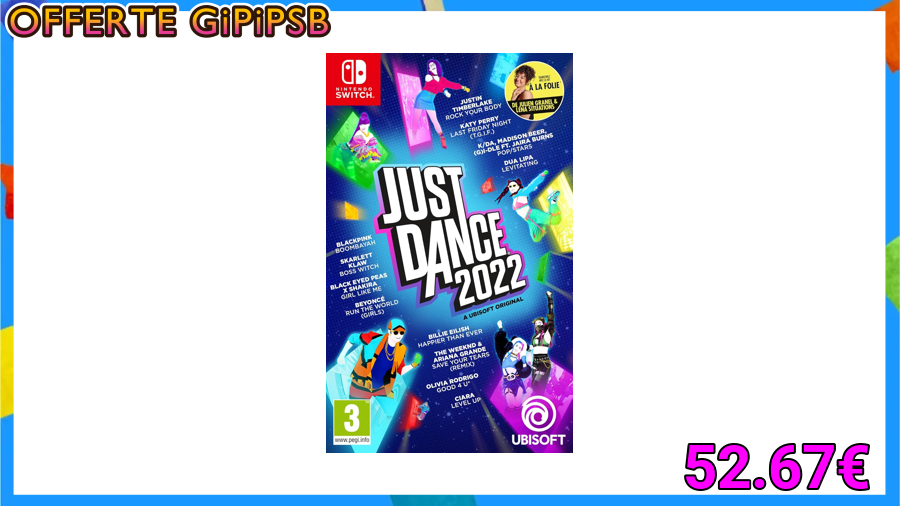 OFFERTE GiPiPSB
NINTENDO
SWITCH
JUSTIN
TIMBERLAKE
ROCK YOUR BODY
KATY PERRY
LAST FRIDAY NIGHT
(T.G.I.F.)
K/DA, MADISON BEER,
(G)I-DLE FT. JAIRA BURNS
POP/STARS
DUA LIPA
LEVITATING
À LA FOLIE
DE JULIEN GRANEL &
LENA SITUATIONS
JUST
DANCE
2022
A UBISOFT ORIGINAL
BLACKPINK
BOOMBAYAH
SKARLETT
KLAW
BOSS WITCH
BLACK EYED PEAS
X SHAKIRA
GIRL LIKE ME
BEYONCÉ
RUN THE WORLD
(GIRLS)
BILLIE EILISH
HAPPIER THAN EVER
THE WEEKND &
ARIANA GRANDE
SAVE YOUR TEARS
(REMIX)
OLIVIA RODRIGO
GOOD 4 U*
CIARA
LEVEL UP
3
www.pegi.info
UBISOFT
52.67€